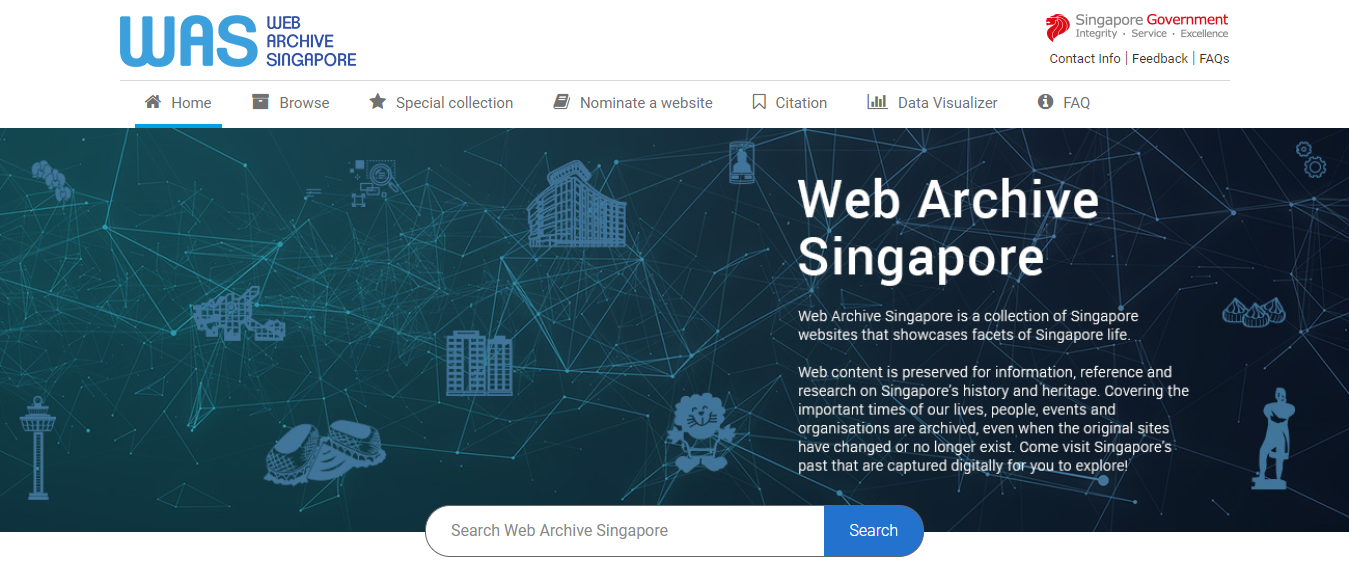 WAS WEB
ARCHIVE
SINGAPORE
Singapore Government
Integrity · Service · Excellence
Contact Info | Feedback | FAQs
Home Browse Special collection Nominate a website Citation Data Visualizer FAQ
Web Archive
Singapore
Web Archive Singapore is a collection of Singapore
websites that showcases facets of Singapore life.
Web content is preserved for information, reference and
research on Singapore's history and heritage. Covering the
important times of our lives, people, events and
organisations are archived, even when the original sites
have changed or no longer exist. Come visit Singapore's
past that are captured digitally for you to explore!
Search Web Archive Singapore Search